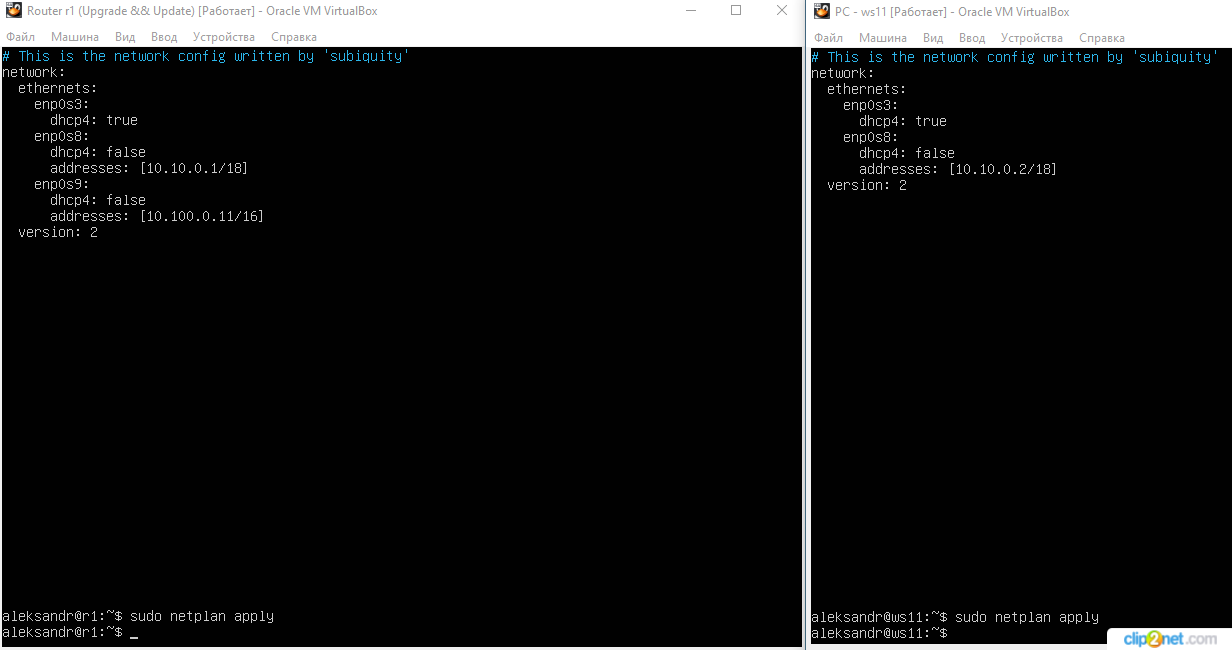 Router r1 (Upgrade && Update) [Работает] - Oracle VM VirtualBox
Файл Машина Вид Ввод Устройства Справка
# This is the network config written by 'subiquity'
network:
  ethernets:
    enp0s3:
      dhcp4: true
    enp0s8:
      dhcp4: false
      addresses: [10.10.0.1/18]
    enp0s9:
      dhcp4: false
      addresses: [10.100.0.11/16]
  version: 2
aleksandr@r1:~$ sudo netplan apply
aleksandr@r1:~$ _
PC - ws11 [Работает] - Oracle VM VirtualBox
Файл Машина Вид Ввод Устройства Справка
# This is the network config written by 'subiquity'
network:
  ethernets:
    enp0s3:
      dhcp4: true
    enp0s8:
      dhcp4: false
      addresses: [10.10.0.2/18]
  version: 2
aleksandr@ws11:~$ sudo netplan apply
aleksandr@ws11:~$
clip2net.com